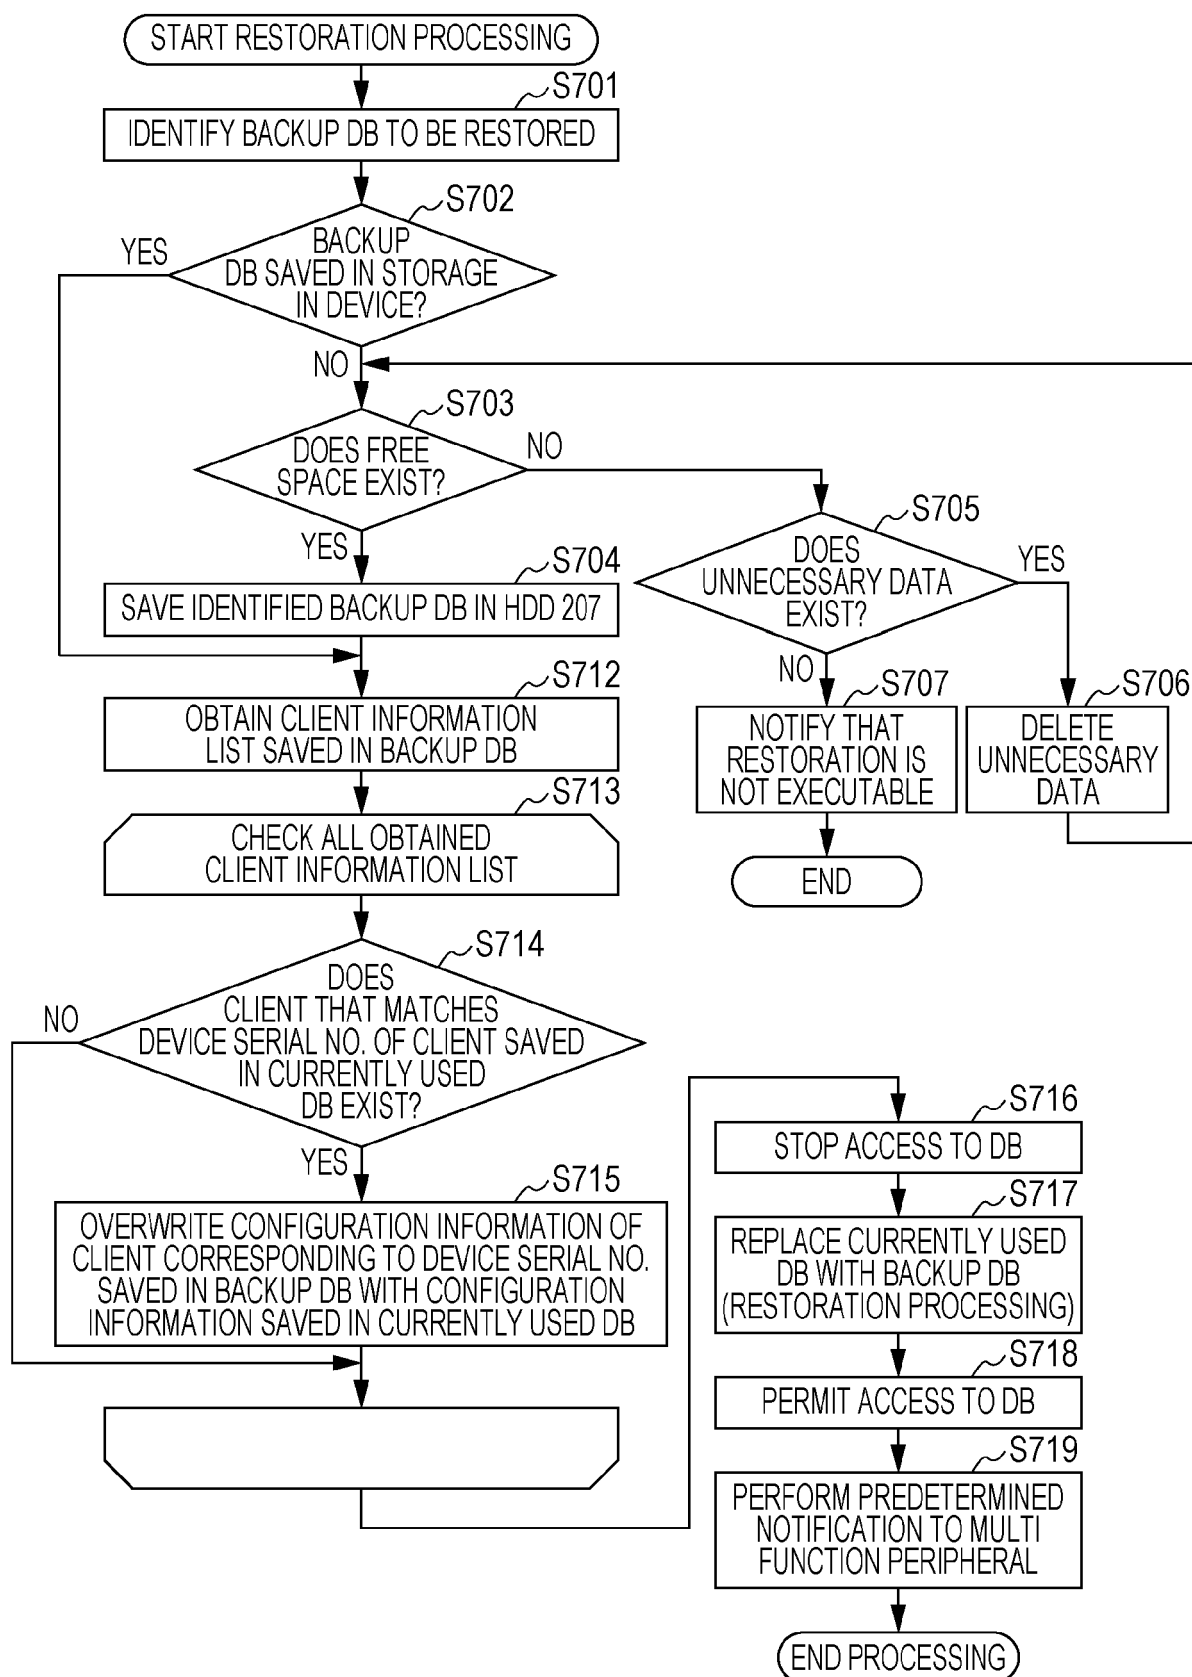 START RESTORATION PROCESSING
S701
IDENTIFY BACKUP DB TO BE RESTORED
S702
YES
BACKUP
DB SAVED IN STORAGE
IN DEVICE?
NO
S703
DOES FREE
SPACE EXIST?
NO
YES
S704
SAVE IDENTIFIED BACKUP DB IN HDD 207
S705
DOES
UNNECESSARY DATA
EXIST?
YES
NO
S707
NOTIFY THAT
RESTORATION IS
NOT EXECUTABLE
END
S706
DELETE
UNNECESSARY
DATA
S712
OBTAIN CLIENT INFORMATION
LIST SAVED IN BACKUP DB
S713
CHECK ALL OBTAINED
CLIENT INFORMATION LIST
S714
NO
DOES
CLIENT THAT MATCHES
DEVICE SERIAL NO. OF CLIENT SAVED
IN CURRENTLY USED
DB EXIST?
YES
S715
OVERWRITE CONFIGURATION INFORMATION OF
CLIENT CORRESPONDING TO DEVICE SERIAL NO.
SAVED IN BACKUP DB WITH CONFIGURATION
INFORMATION SAVED IN CURRENTLY USED DB
S716
STOP ACCESS TO DB
S717
REPLACE CURRENTLY USED
DB WITH BACKUP DB
(RESTORATION PROCESSING)
S718
PERMIT ACCESS TO DB
S719
PERFORM PREDETERMINED
NOTIFICATION TO MULTI
FUNCTION PERIPHERAL
END PROCESSING